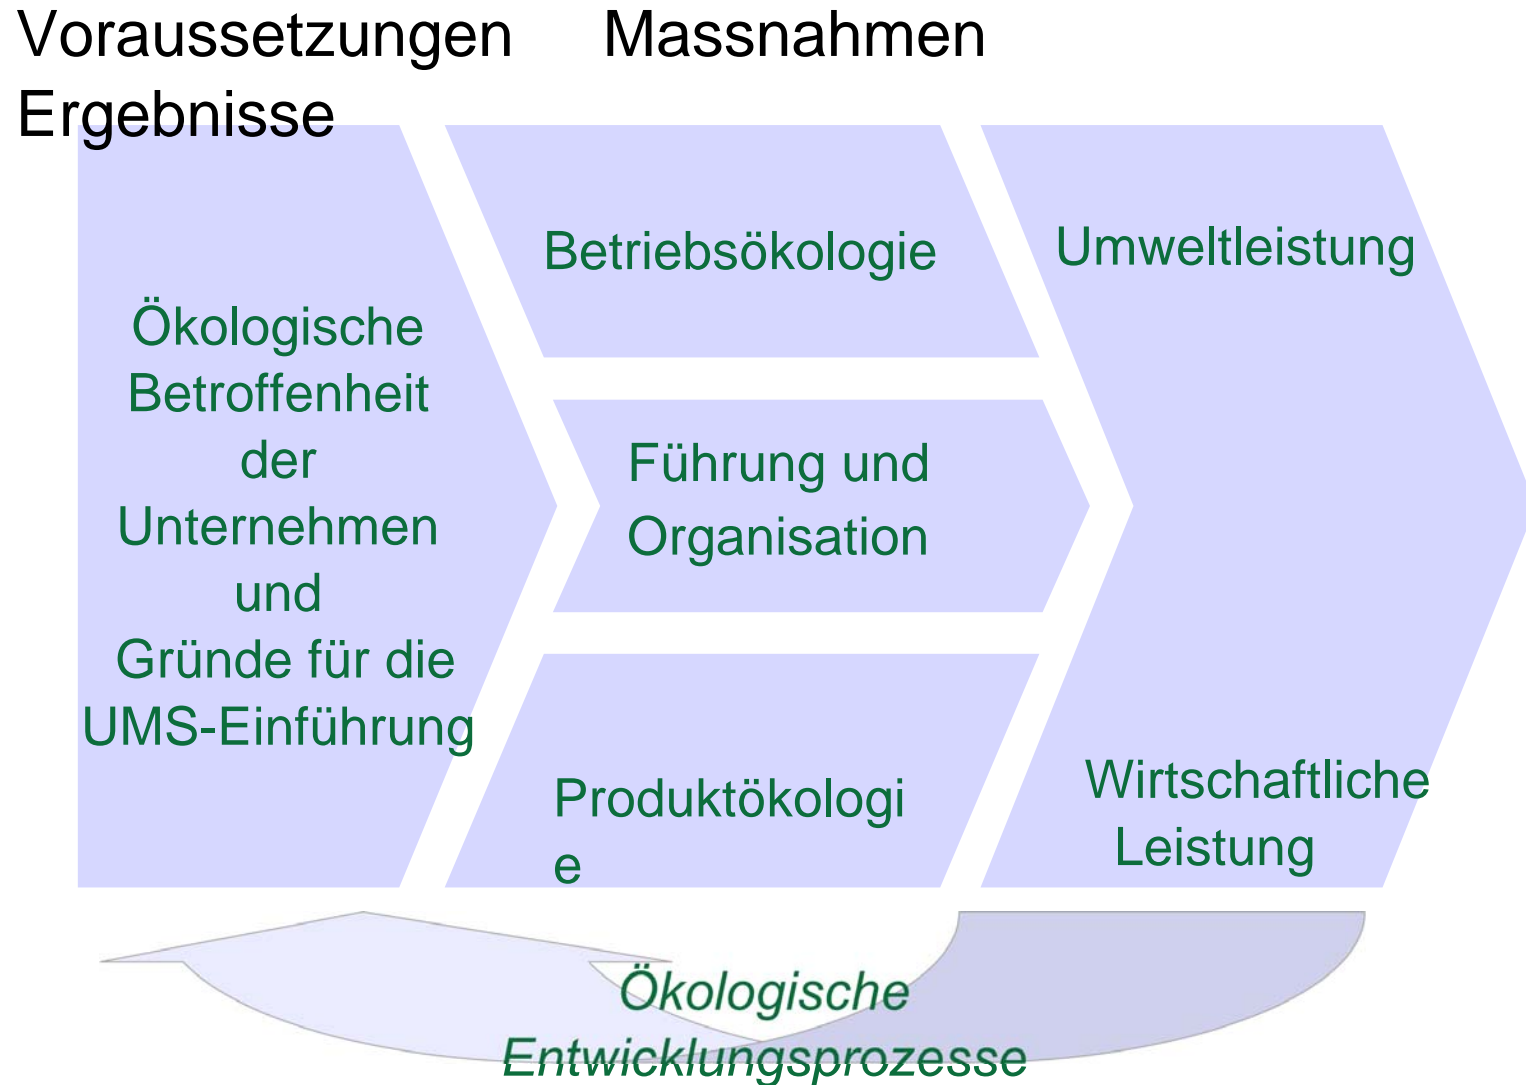 Voraussetzungen Massnahmen
Ergebnisse
Ökologische
Betroffenheit
der
Unternehmen
und
Gründe für die
UMS-Einführung
Betriebsökologie
Führung und
Organisation
Produktökologi
e
Umweltleistung
Wirtschaftliche
Leistung
Ökologische
Entwicklungsprozesse